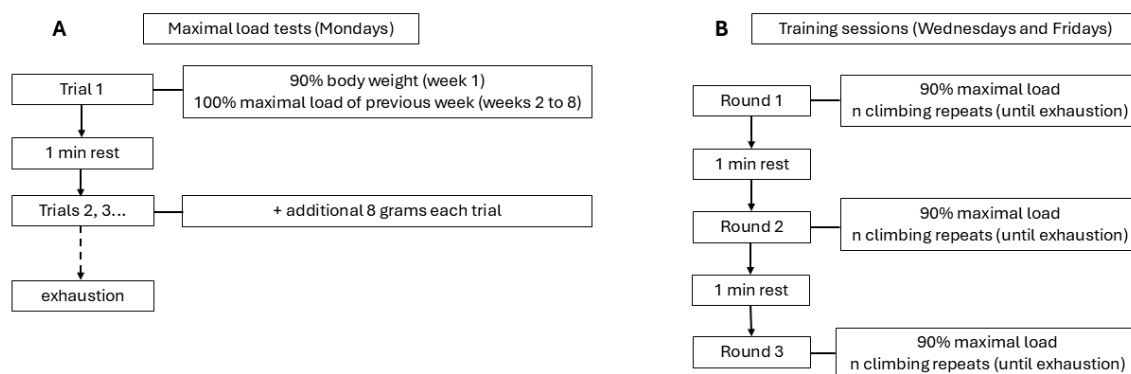 A
Maximal load tests (Mondays)
Trial 1
90% body weight (week 1)
100% maximal load of previous week (weeks 2 to 8)
1 min rest
Trials 2, 3...
+ additional 8 grams each trial
exhaustion
B
Training sessions (Wednesdays and Fridays)
Round 1
90% maximal load
n climbing repeats (until exhaustion)
1 min rest
Round 2
90% maximal load
n climbing repeats (until exhaustion)
1 min rest
Round 3
90% maximal load
n climbing repeats (until exhaustion)